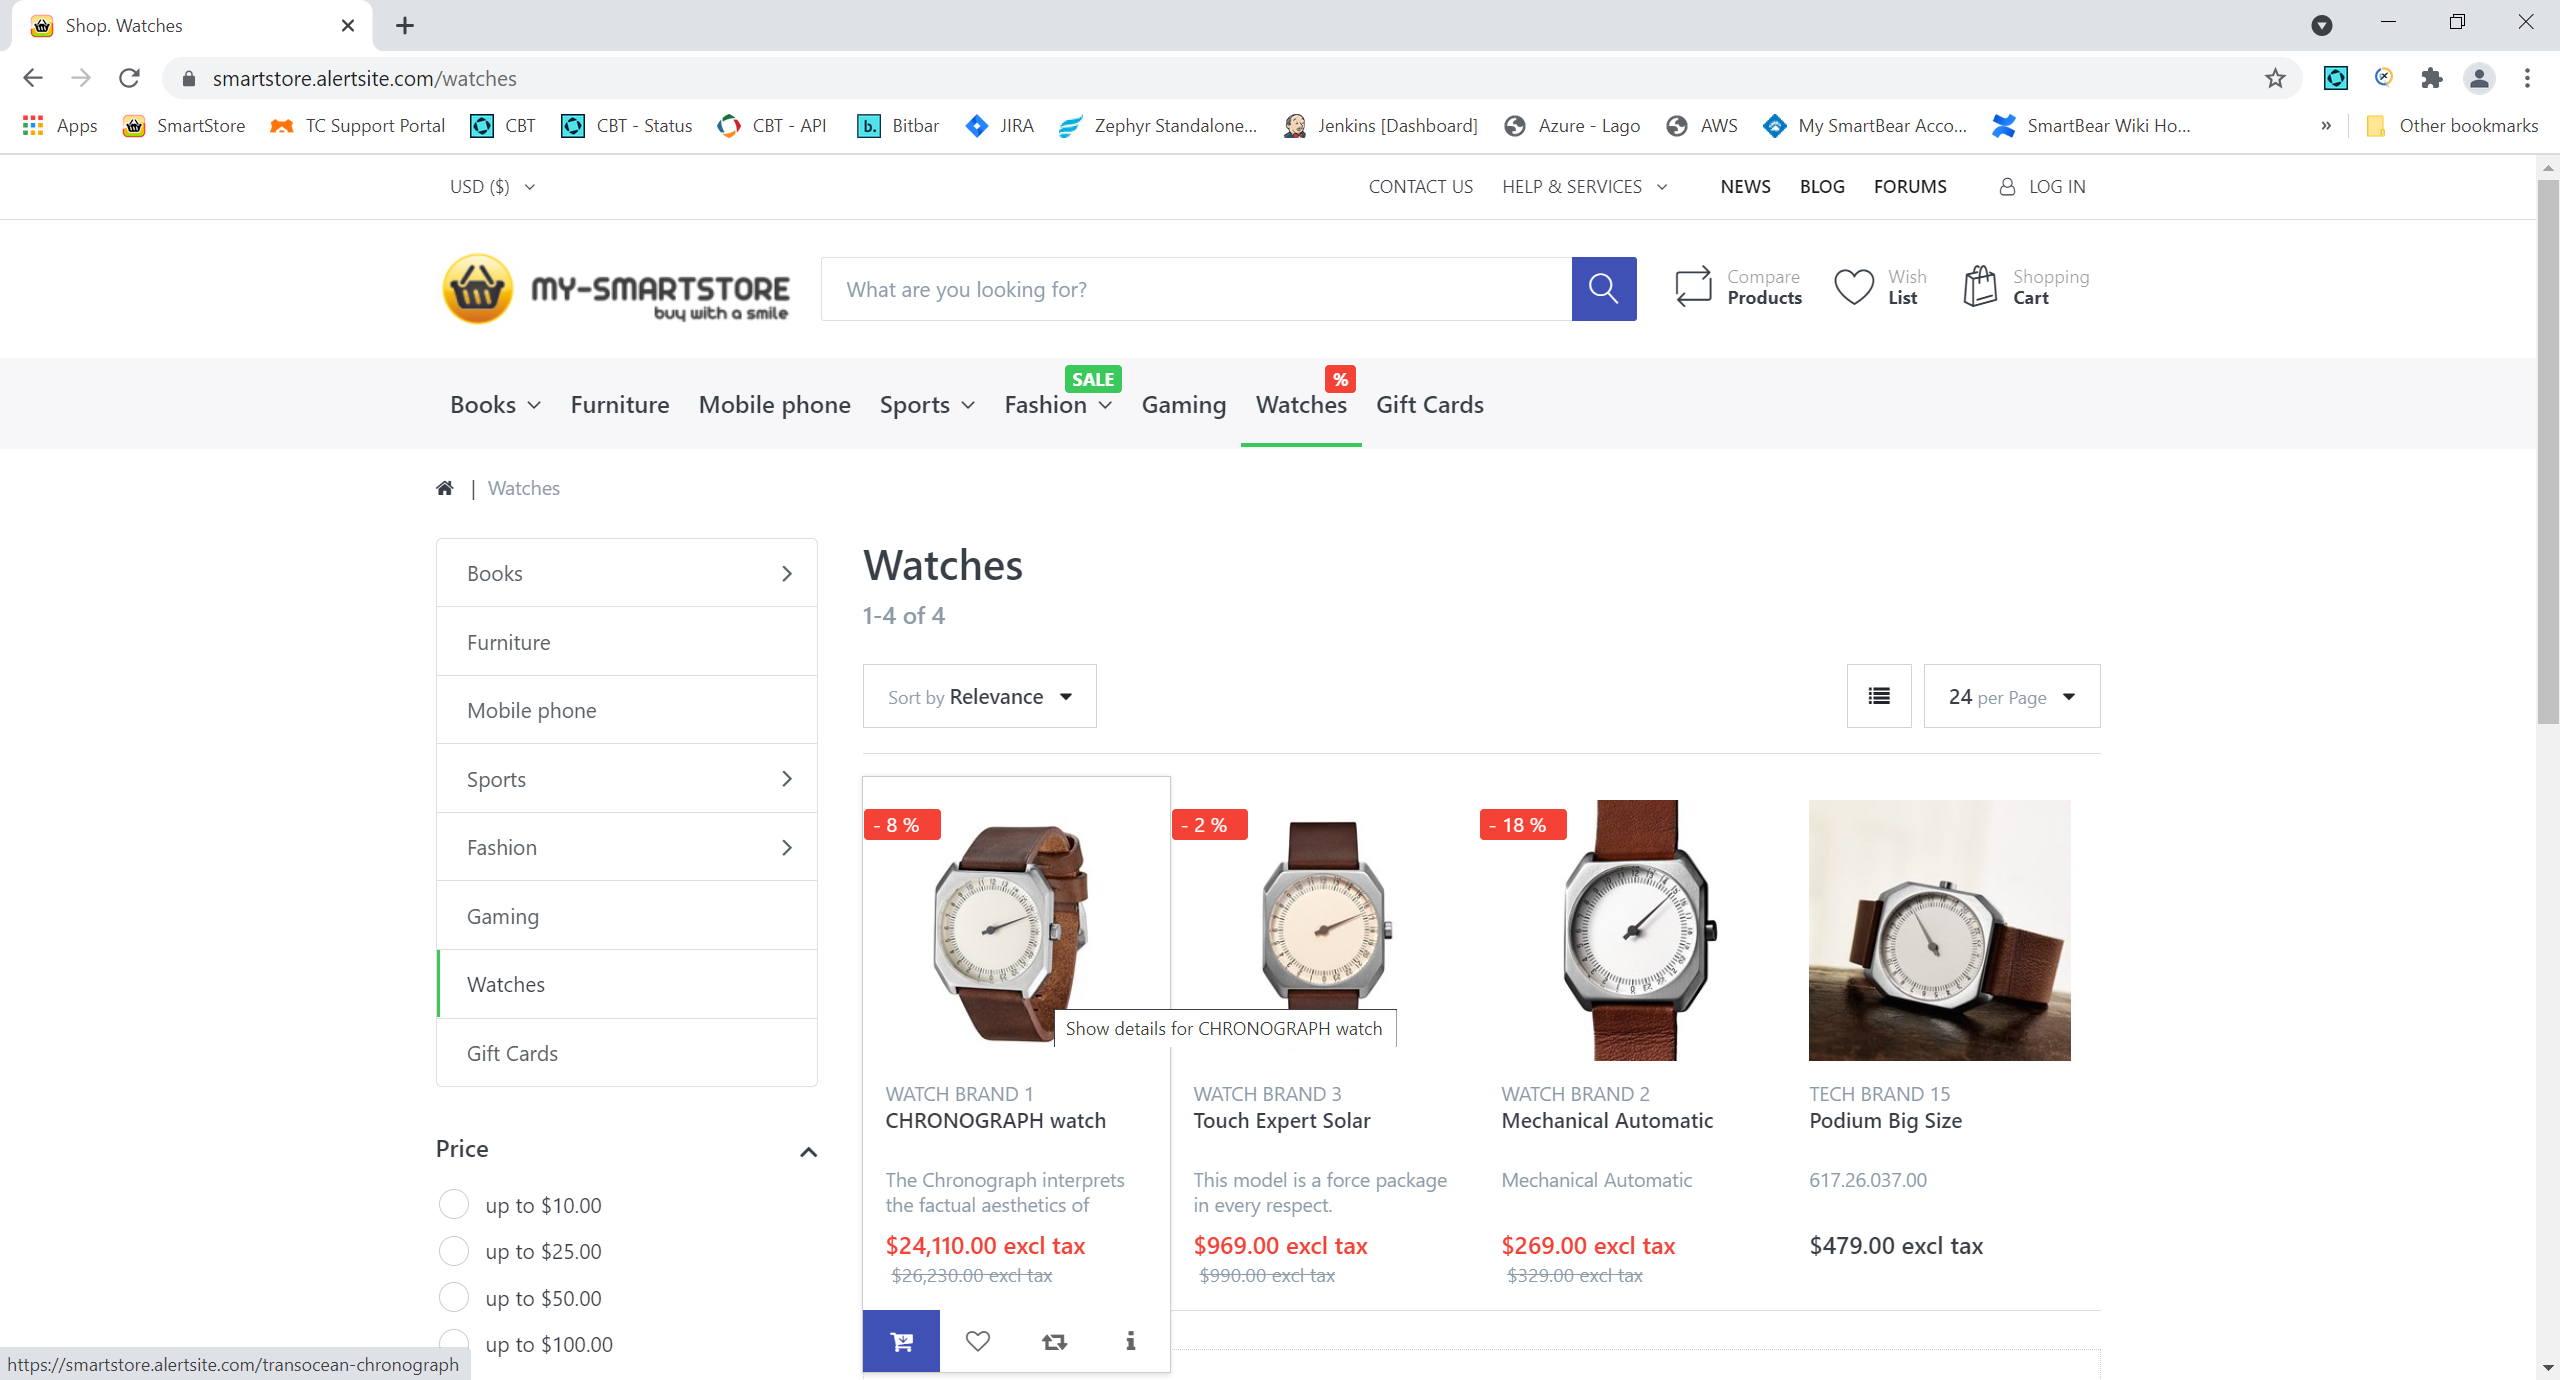 Shop. Watches
smartstore.alertsite.com/watches
Apps SmartStore TC Support Portal CBT CBT - Status CBT - API b. Bitbar JIRA Zephyr Standalone... Jenkins [Dashboard] Azure - Lago AWS My SmartBear Acco... SmartBear Wiki Ho... » Other bookmarks
USD ($) CONTACT US HELP & SERVICES NEWS BLOG FORUMS LOG IN
MY-SMARTSTORE
buy with a smile
What are you looking for?
Compare
Products
Wish
List
Shopping
Cart
SALE %
Books Furniture Mobile phone Sports Fashion Gaming Watches Gift Cards
| Watches
Books
Furniture
Mobile phone
Sports
Fashion
Gaming
Watches
Gift Cards
Price
up to $10.00
up to $25.00
up to $50.00
up to $100.00
Watches
1-4 of 4
Sort by Relevance
24 per Page
- 8 %
- 2 %
- 18 %
Show details for CHRONOGRAPH watch
WATCH BRAND 1
CHRONOGRAPH watch
The Chronograph interprets
the factual aesthetics of
$24,110.00 excl tax
$26,230.00 excl tax
WATCH BRAND 3
Touch Expert Solar
This model is a force package
in every respect.
$969.00 excl tax
$990.00 excl tax
WATCH BRAND 2
Mechanical Automatic
Mechanical Automatic
$269.00 excl tax
$329.00 excl tax
TECH BRAND 15
Podium Big Size
617.26.037.00
$479.00 excl tax
https://smartstore.alertsite.com/transocean-chronograph